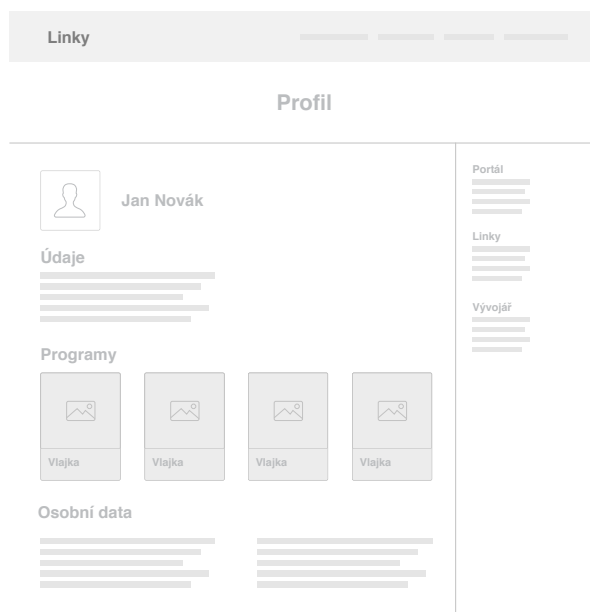 Linky
Profil
Jan Novák
Údaje
Programy
Vlajka
Vlajka
Vlajka
Vlajka
Osobní data
Portál
Linky
Vývojář